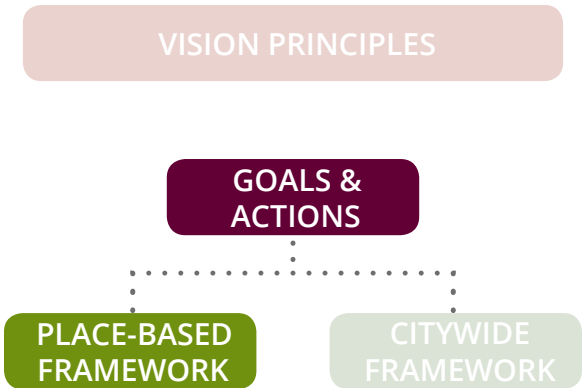 VISION PRINCIPLES
GOALS &
ACTIONS
PLACE-BASED
FRAMEWORK
CITYWIDE
FRAMEWORK